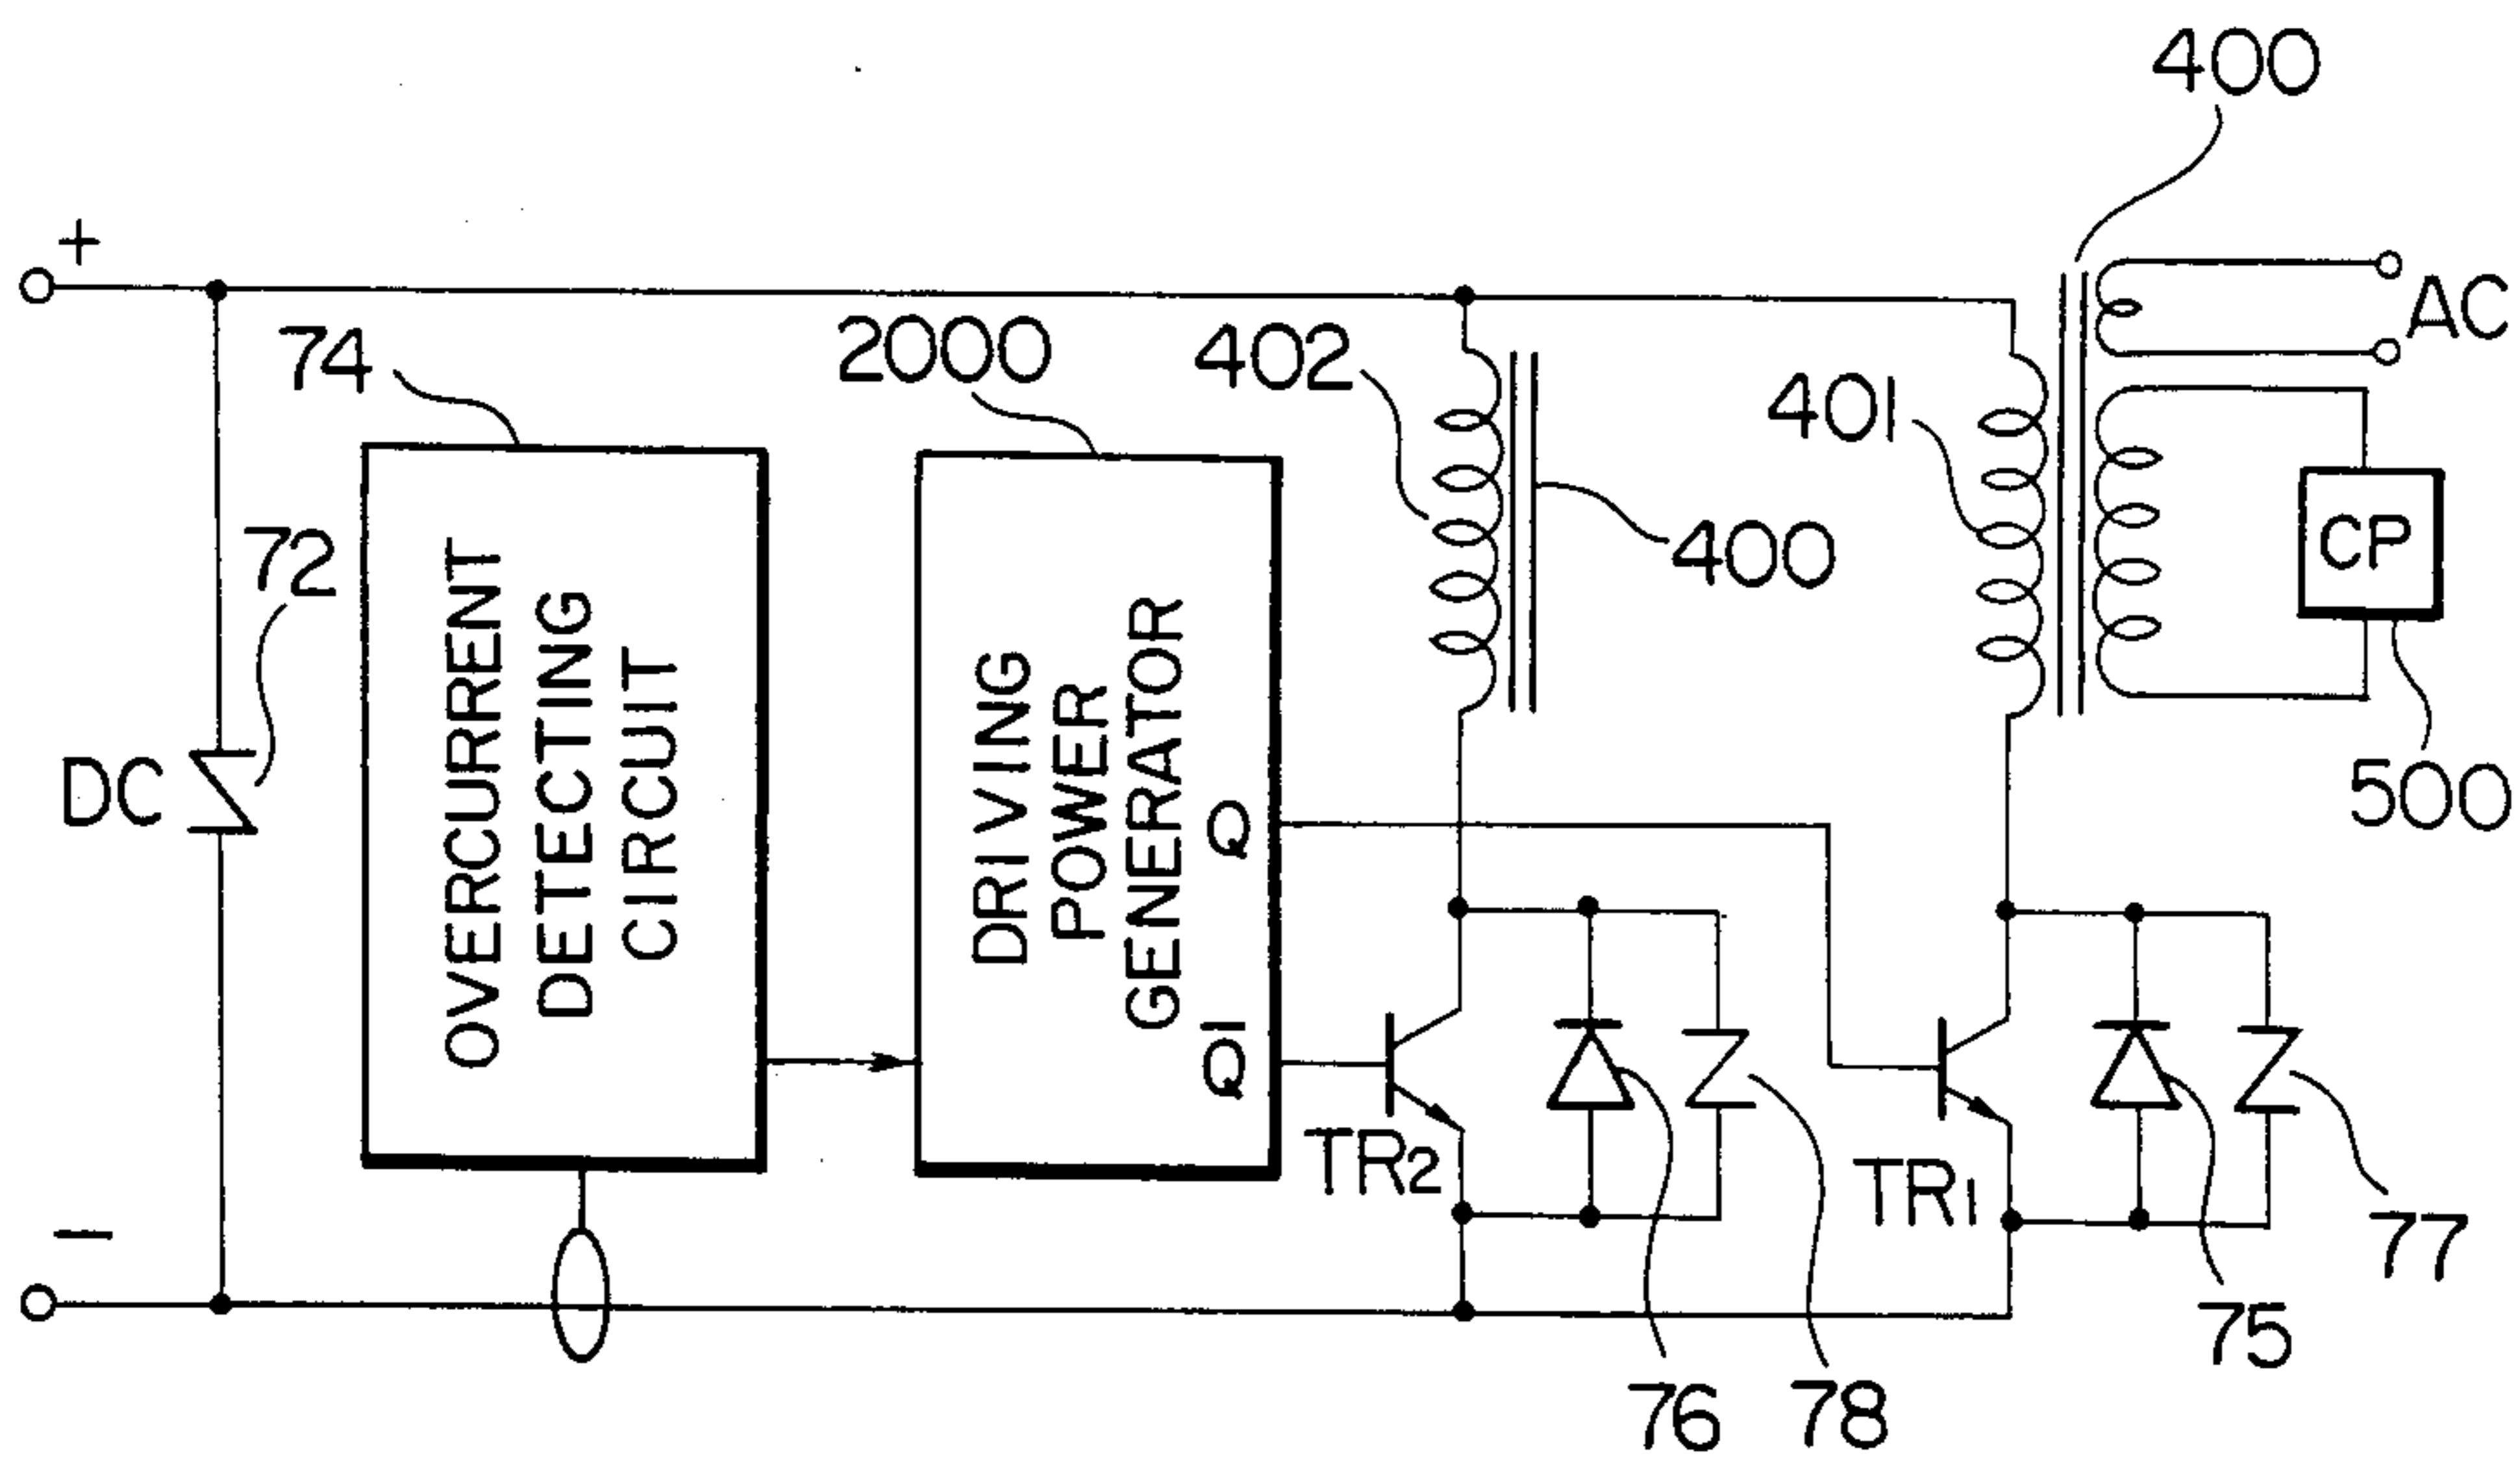 400
+
AC
74
2000
402
401
400
CP
72
500
DC
OVERCURRENT
DETECTING
CIRCUIT
DRIVING
POWER
GENERATOR
Q
Q̅
TR2
TR1
−
77
75
76
78